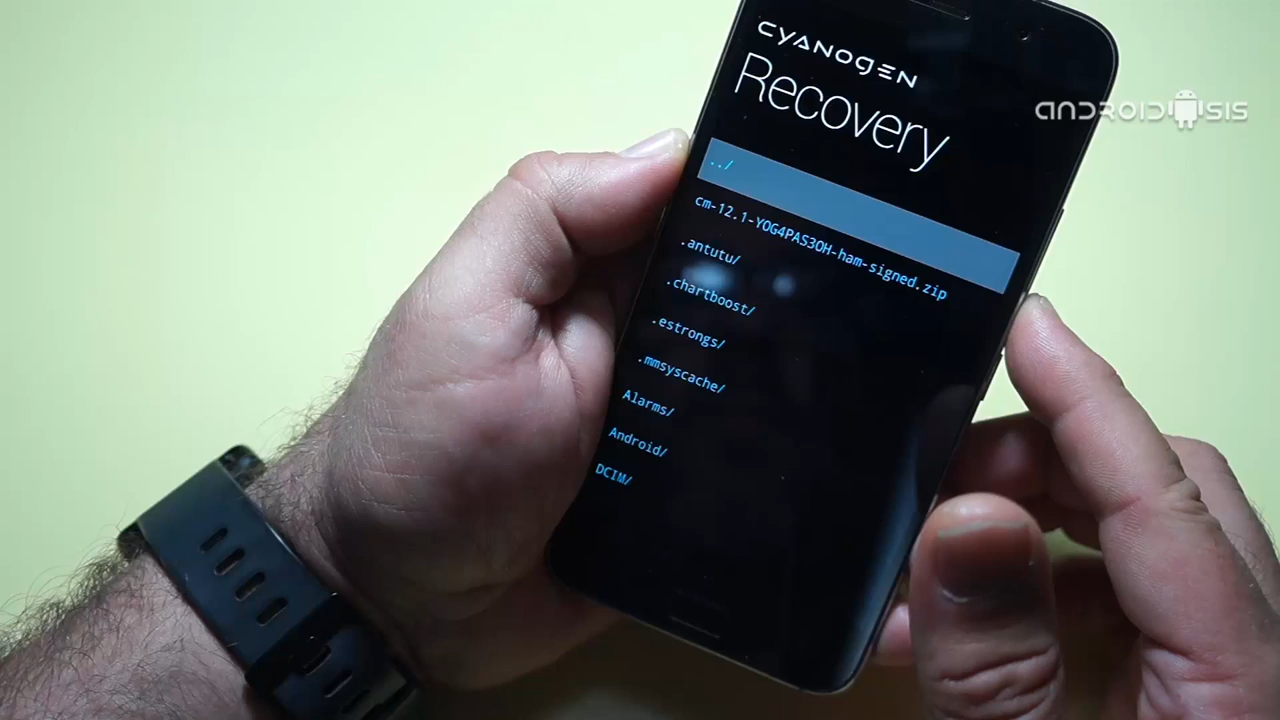 CYANOGEN
Recovery
ANDROIDSIS
../
cm-12.1-YOG4PAS3OH-ham-signed.zip
.antutu/
.chartboost/
.estrongs/
.mmsyscache/
Alarms/
Android/
DCIM/